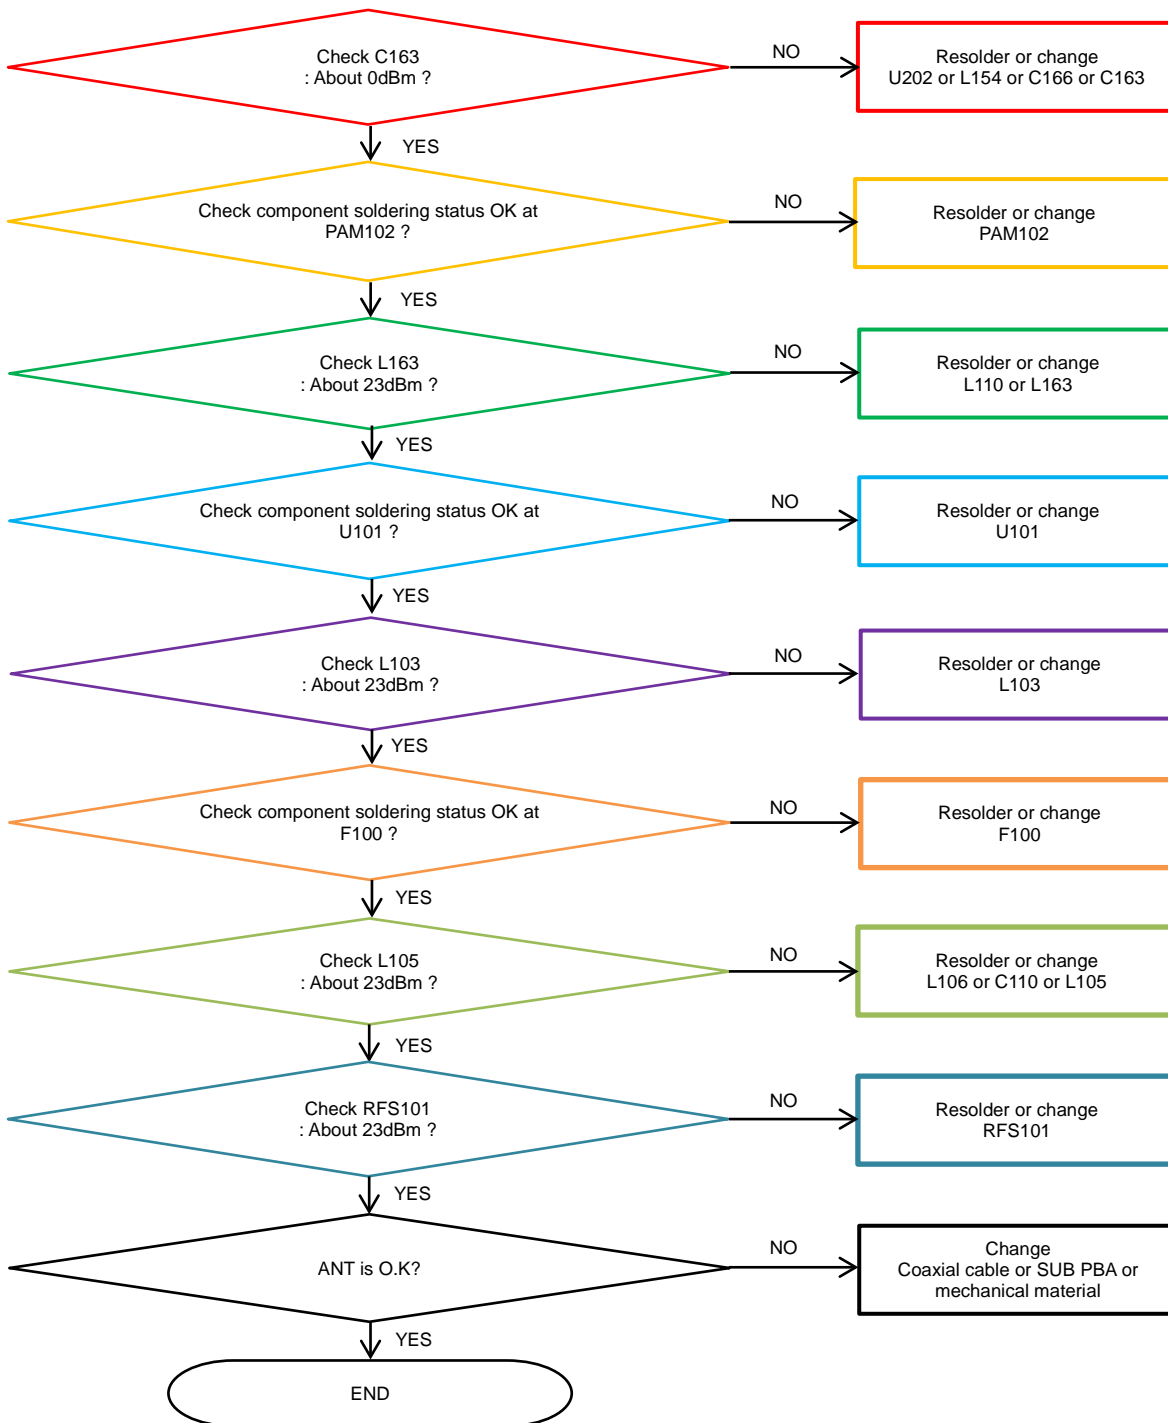 Check C163
: About 0dBm ?
NO
Resolder or change
U202 or L154 or C166 or C163
YES
Check component soldering status OK at
PAM102 ?
NO
Resolder or change
PAM102
YES
Check L163
: About 23dBm ?
NO
Resolder or change
L110 or L163
YES
Check component soldering status OK at
U101 ?
NO
Resolder or change
U101
YES
Check L103
: About 23dBm ?
NO
Resolder or change
L103
YES
Check component soldering status OK at
F100 ?
NO
Resolder or change
F100
YES
Check L105
: About 23dBm ?
NO
Resolder or change
L106 or C110 or L105
YES
Check RFS101
: About 23dBm ?
NO
Resolder or change
RFS101
YES
ANT is O.K?
NO
Change
Coaxial cable or SUB PBA or
mechanical material
YES
END